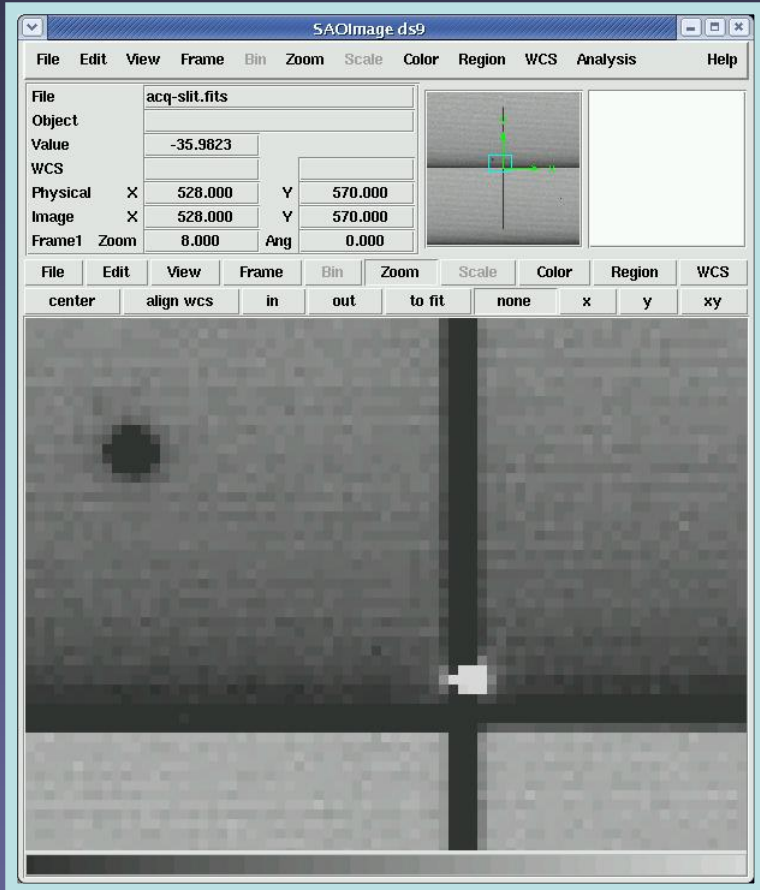 SAOImage ds9
File Edit View Frame Bin Zoom Scale Color Region WCS Analysis Help
File acq-slit.fits
Object
Value -35.9823
WCS
Physical X 528.000 Y 570.000
Image X 528.000 Y 570.000
Frame1 Zoom 8.000 Ang 0.000
File Edit View Frame Bin Zoom Scale Color Region WCS
center align wcs in out to fit none x y xy